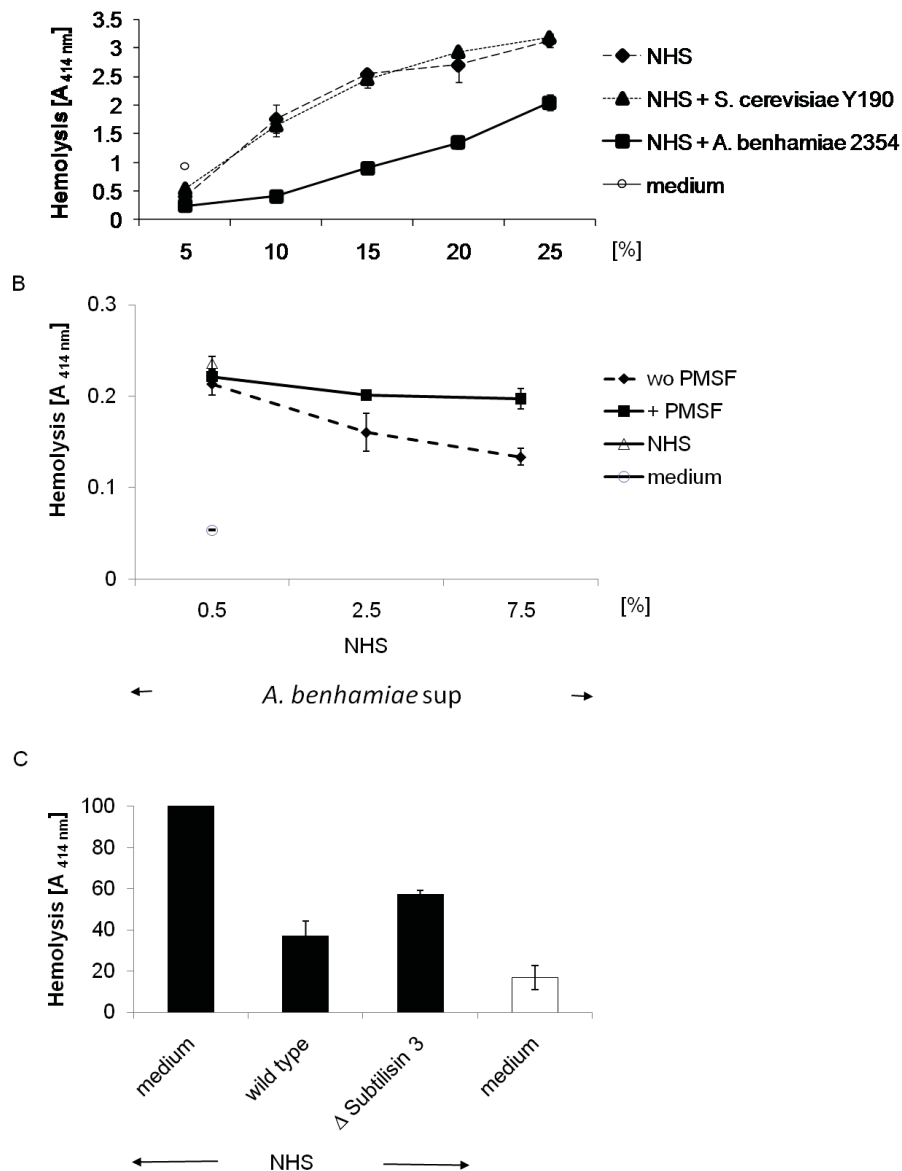 3.5
3
2.5
2
1.5
1
0.5
0
Hemolysis [A 414 nm]
5 10 15 20 25 [%]
NHS
NHS + S. cerevisiae Y190
NHS + A. benhamiae 2354
medium
B
0.3
0.2
0.1
0
Hemolysis [A 414 nm]
0.5 2.5 7.5 [%]
NHS
wo PMSF
+ PMSF
NHS
medium
A. benhamiae sup
C
100
80
60
40
20
0
Hemolysis [A 414 nm]
medium
wild type
Δ Subtilisin 3
medium
NHS